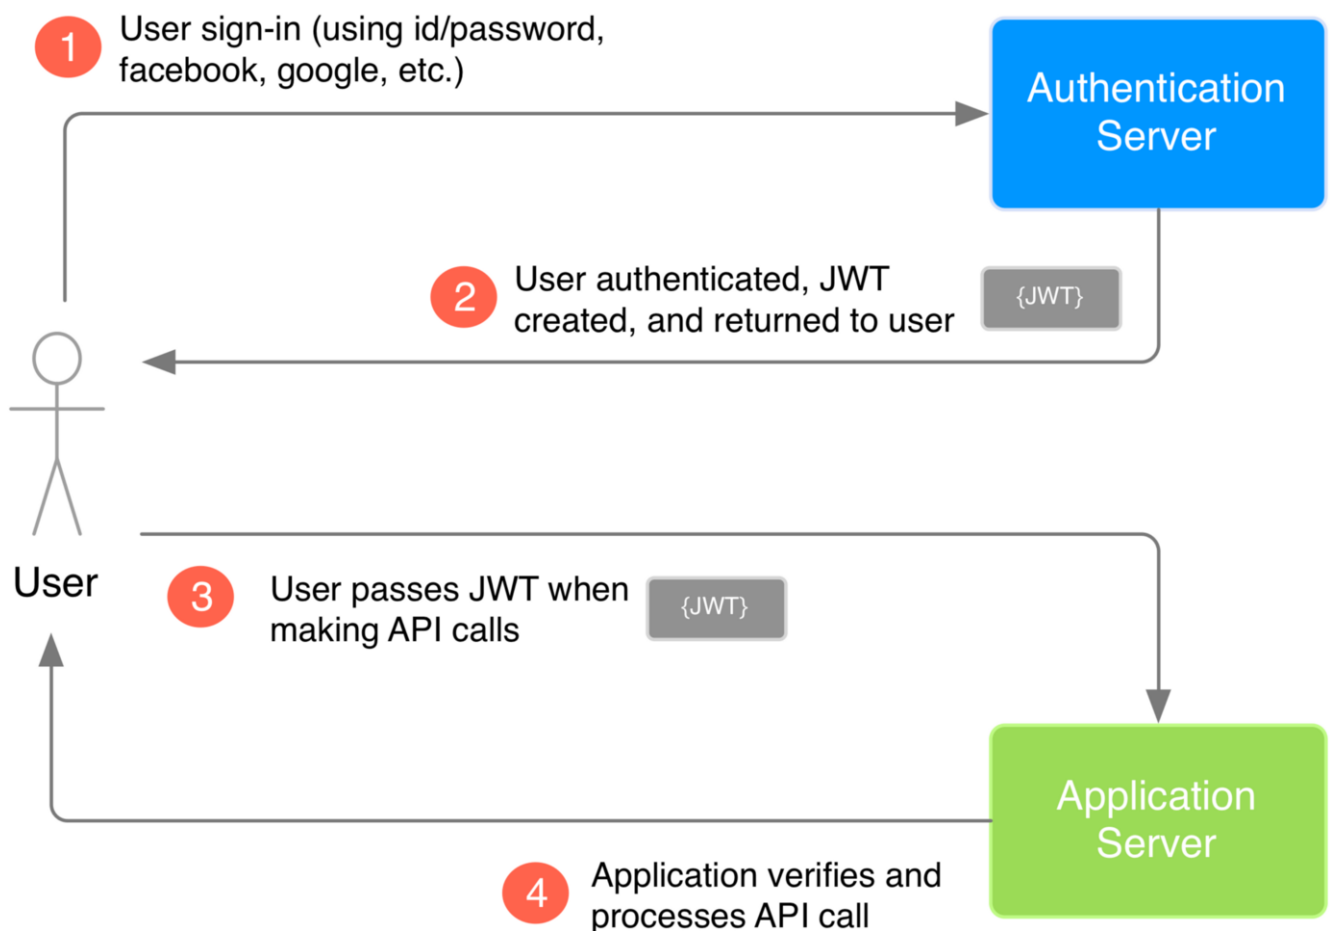 1
User sign-in (using id/password,
facebook, google, etc.)
Authentication
Server
2
User authenticated, JWT
created, and returned to user
{JWT}
User
3
User passes JWT when
making API calls
{JWT}
Application
Server
4
Application verifies and
processes API call